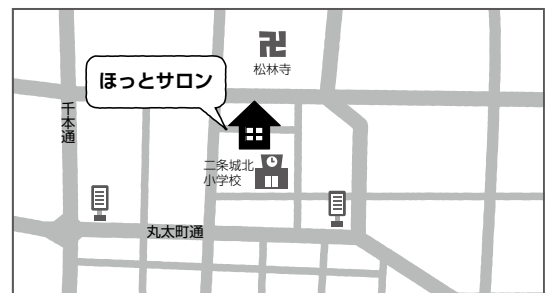 松林寺
ほっとサロン
千本通
二条城北
小学校
丸太町通